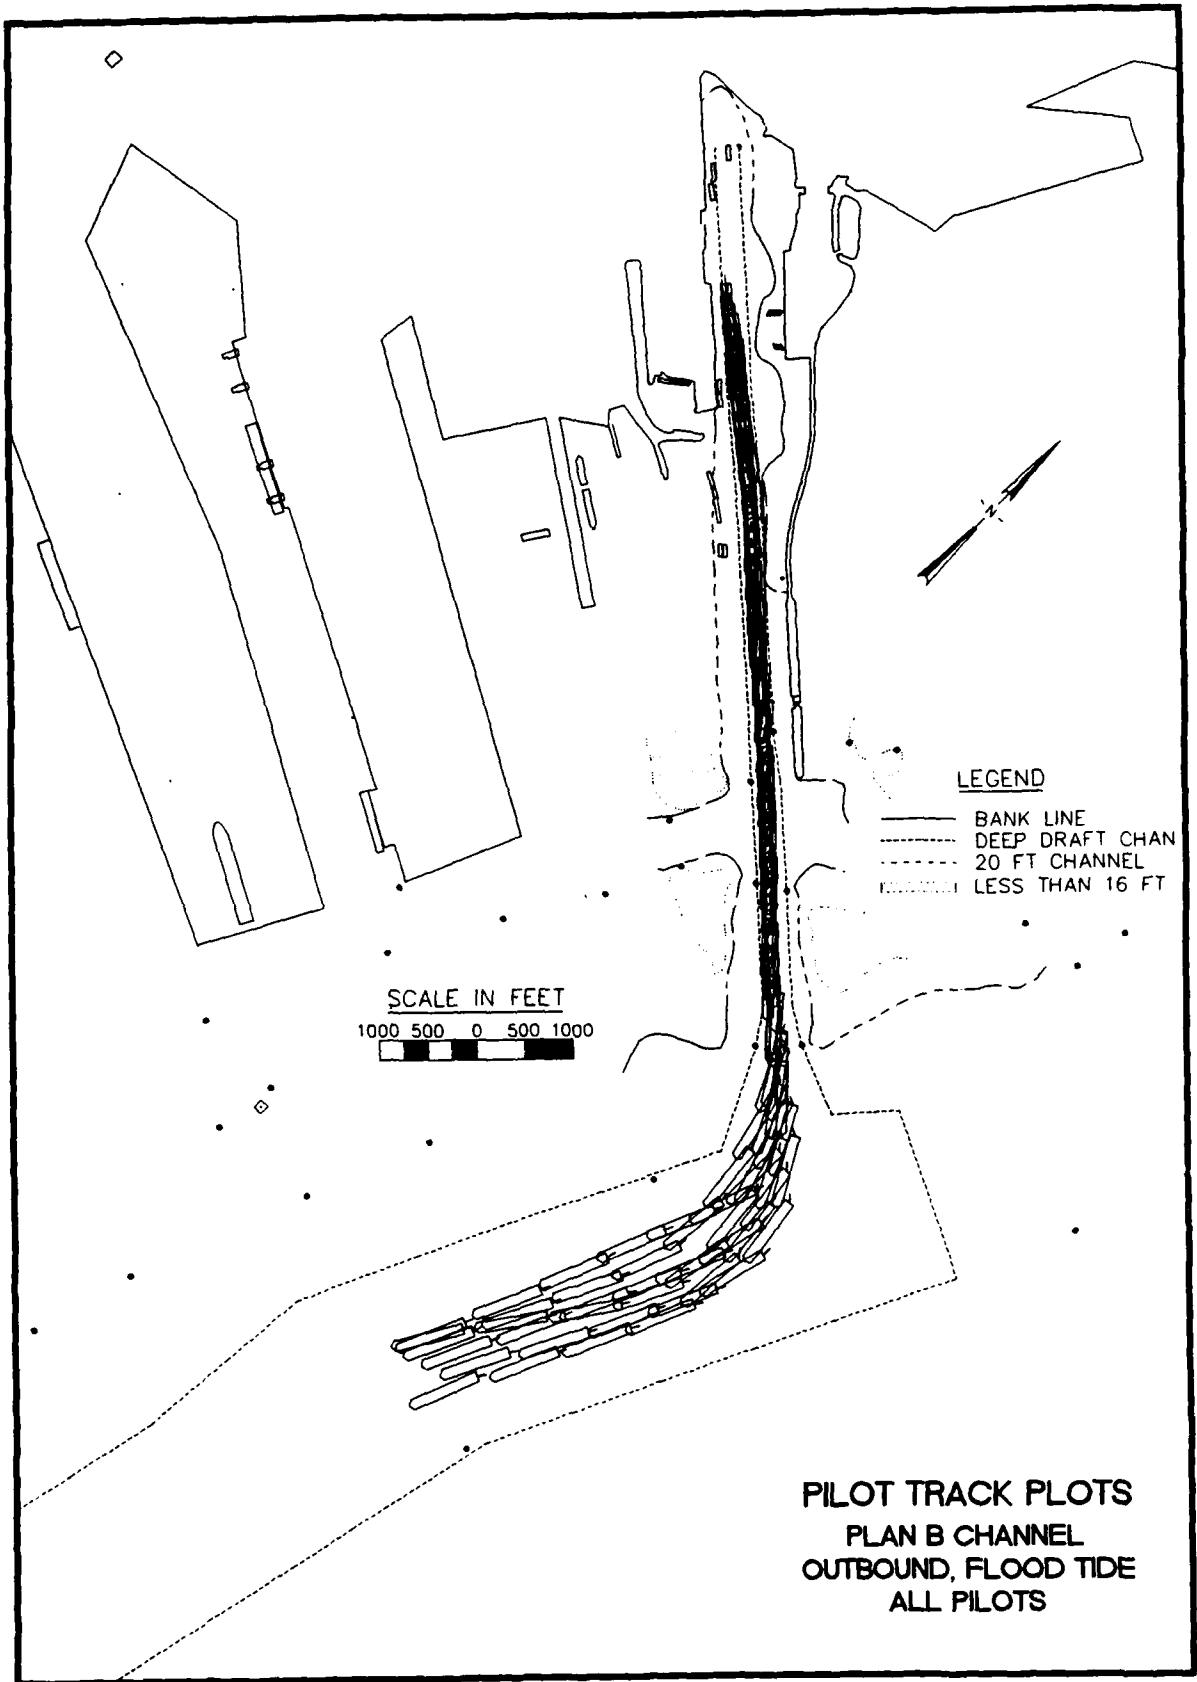 N
LEGEND
BANK LINE
DEEP DRAFT CHAN
20 FT CHANNEL
LESS THAN 16 FT
SCALE IN FEET
1000 500 0 500 1000
PILOT TRACK PLOTS
PLAN B CHANNEL
OUTBOUND, FLOOD TIDE
ALL PILOTS